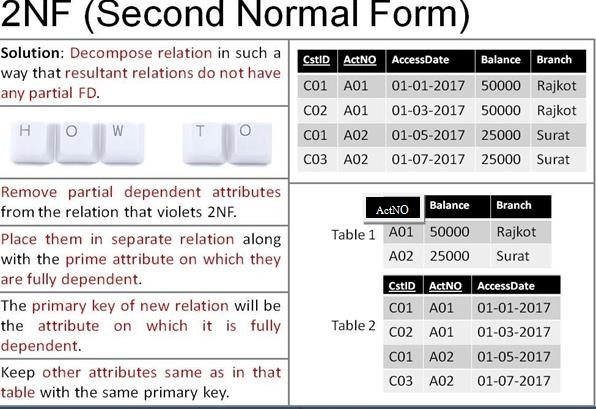 2NF (Second Normal Form)
Solution: Decompose relation in such a
way that resultant relations do not have
any partial FD.
H O W T O
Remove partial dependent attributes
from the relation that violets 2NF.
Place them in separate relation along
with the prime attribute on which they
are fully dependent.
The primary key of new relation will be
the attribute on which it is fully
dependent.
Keep other attributes same as in that
table with the same primary key.
CstID ActNO AccessDate Balance Branch
C01 A01 01-01-2017 50000 Rajkot
C02 A01 01-03-2017 50000 Rajkot
C01 A02 01-05-2017 25000 Surat
C03 A02 01-07-2017 25000 Surat
Table 1
ActNO Balance Branch
A01 50000 Rajkot
A02 25000 Surat
Table 2
CstID ActNO AccessDate
C01 A01 01-01-2017
C02 A01 01-03-2017
C01 A02 01-05-2017
C03 A02 01-07-2017